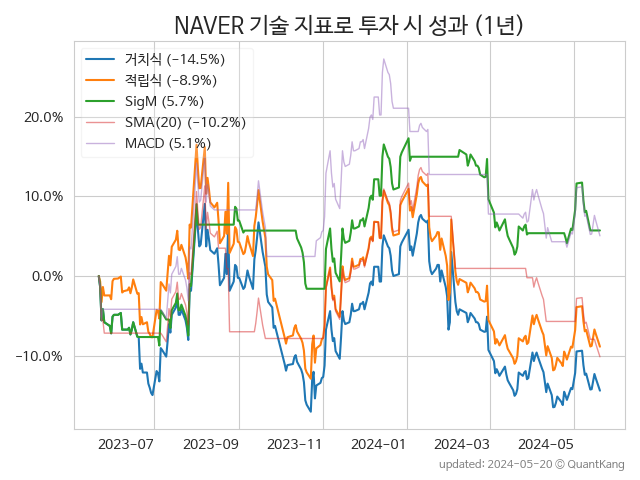 NAVER 기술 지표로 투자 시 성과 (1년)
거치식 (−14.5%)
적립식 (−8.9%)
SigM (5.7%)
SMA(20) (−10.2%)
MACD (5.1%)
20.0%
10.0%
0.0%
−10.0%
2023-07 2023-09 2023-11 2024-01 2024-03 2024-05
updated: 2024-05-20 © QuantKang